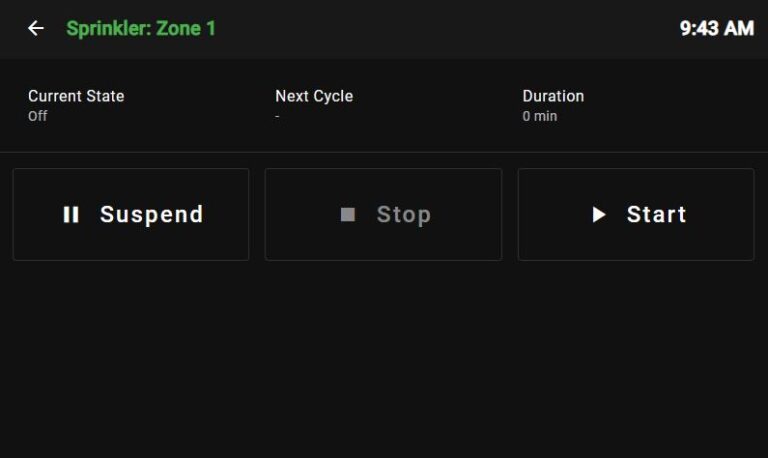 Sprinkler: Zone 1
9:43 AM
Current State
Off
Next Cycle
-
Duration
0 min
Suspend
Stop
Start